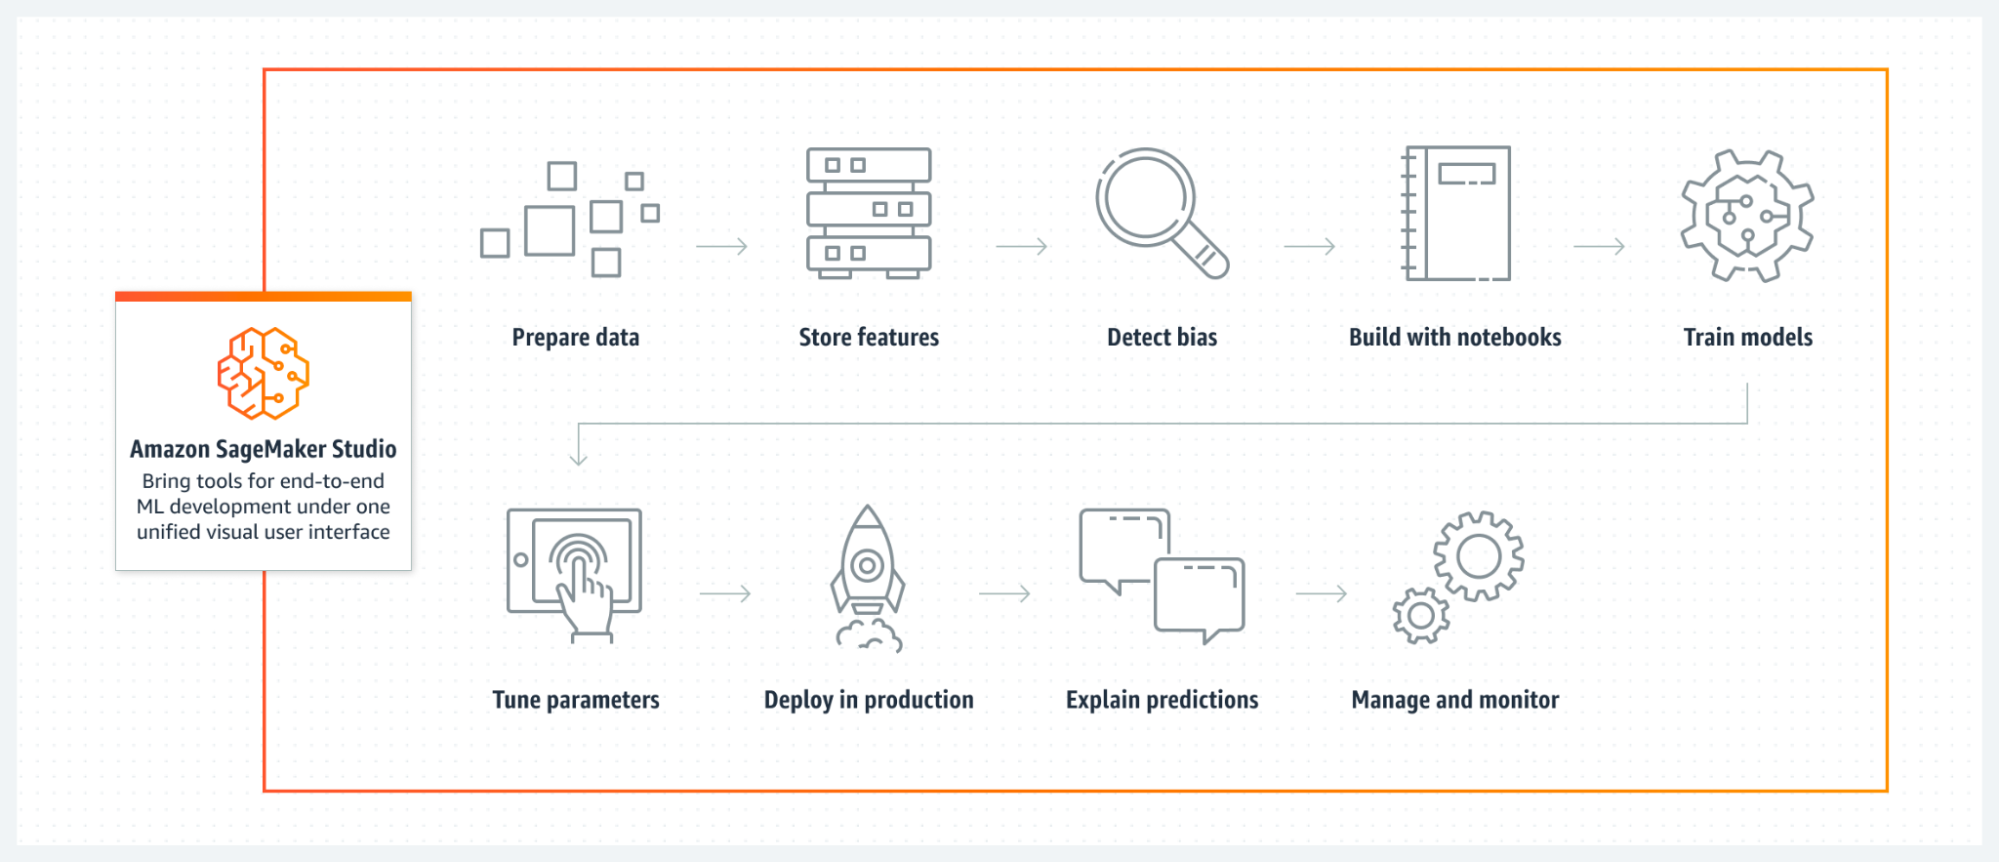 Amazon SageMaker Studio
Bring tools for end-to-end
ML development under one
unified visual user interface
Prepare data
Store features
Detect bias
Build with notebooks
Train models
Tune parameters
Deploy in production
Explain predictions
Manage and monitor